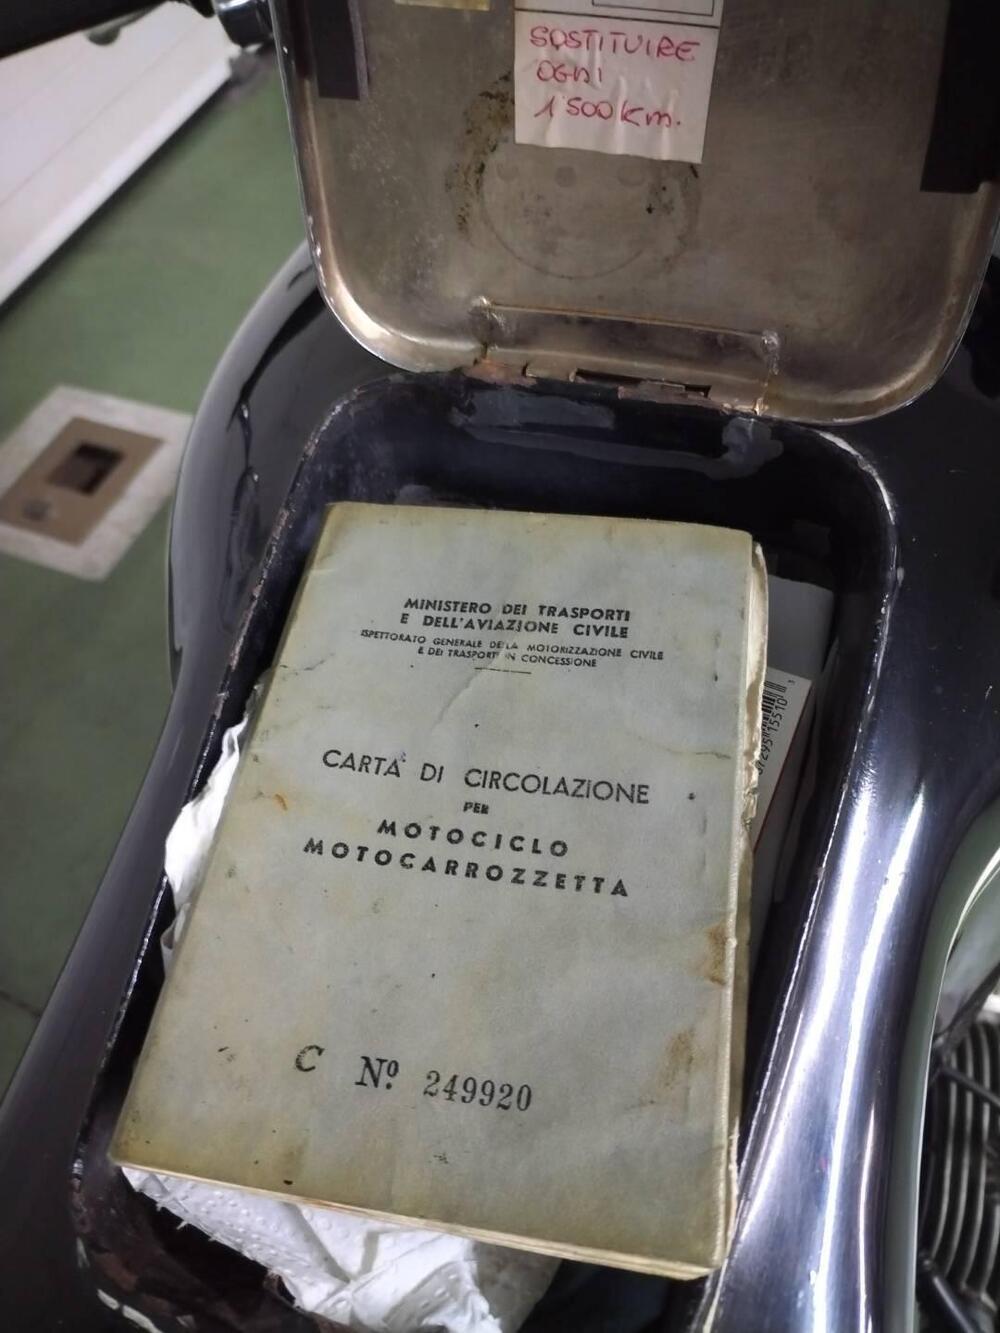 SOSTITUIRE
OGNI
1500 Km.
MINISTERO DEI TRASPORTI
E DELL'AVIAZIONE CIVILE
ISPETTORATO GENERALE DELLA MOTORIZZAZIONE CIVILE
E DEI TRASPORTI IN CONCESSIONE
CARTA DI CIRCOLAZIONE
PER
MOTOCICLO
MOTOCARROZZETTA
C Nº 249920